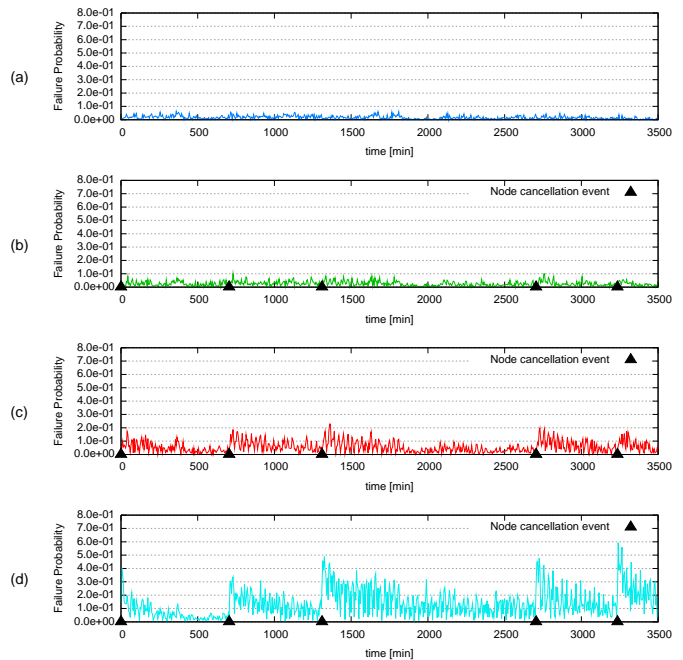 (a)
Failure Probability
8.0e-01
7.0e-01
6.0e-01
5.0e-01
4.0e-01
3.0e-01
2.0e-01
1.0e-01
0.0e+00
0 500 1000 1500 2000 2500 3000 3500
time [min]
(b)
Failure Probability
8.0e-01
7.0e-01
6.0e-01
5.0e-01
4.0e-01
3.0e-01
2.0e-01
1.0e-01
0.0e+00
Node cancellation event
0 500 1000 1500 2000 2500 3000 3500
time [min]
(c)
Failure Probability
8.0e-01
7.0e-01
6.0e-01
5.0e-01
4.0e-01
3.0e-01
2.0e-01
1.0e-01
0.0e+00
Node cancellation event
0 500 1000 1500 2000 2500 3000 3500
time [min]
(d)
Failure Probability
8.0e-01
7.0e-01
6.0e-01
5.0e-01
4.0e-01
3.0e-01
2.0e-01
1.0e-01
0.0e+00
Node cancellation event
0 500 1000 1500 2000 2500 3000 3500
time [min]